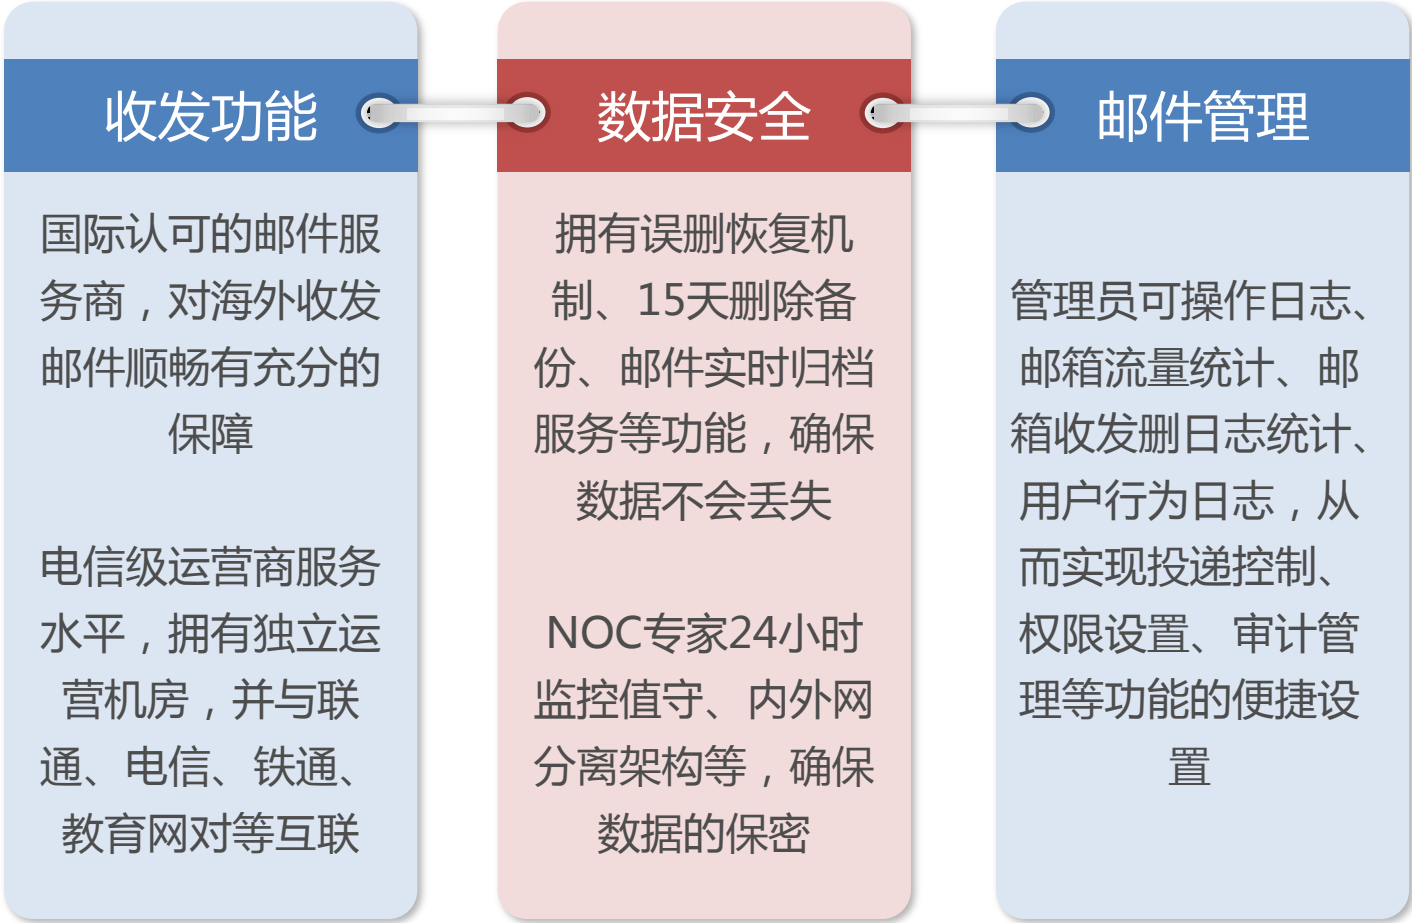 收发功能
国际认可的邮件服
务商，对海外收发
邮件顺畅有充分的
保障
电信级运营商服务
水平，拥有独立运
营机房，并与联
通、电信、铁通、
教育网对等互联
数据安全
拥有误删恢复机
制、15天删除备
份、邮件实时归档
服务等功能，确保
数据不会丢失
NOC专家24小时
监控值守、内外网
分离架构等，确保
数据的保密
邮件管理
管理员可操作日志、
邮箱流量统计、邮
箱收发删日志统计、
用户行为日志，从
而实现投递控制、
权限设置、审计管
理等功能的便捷设
置